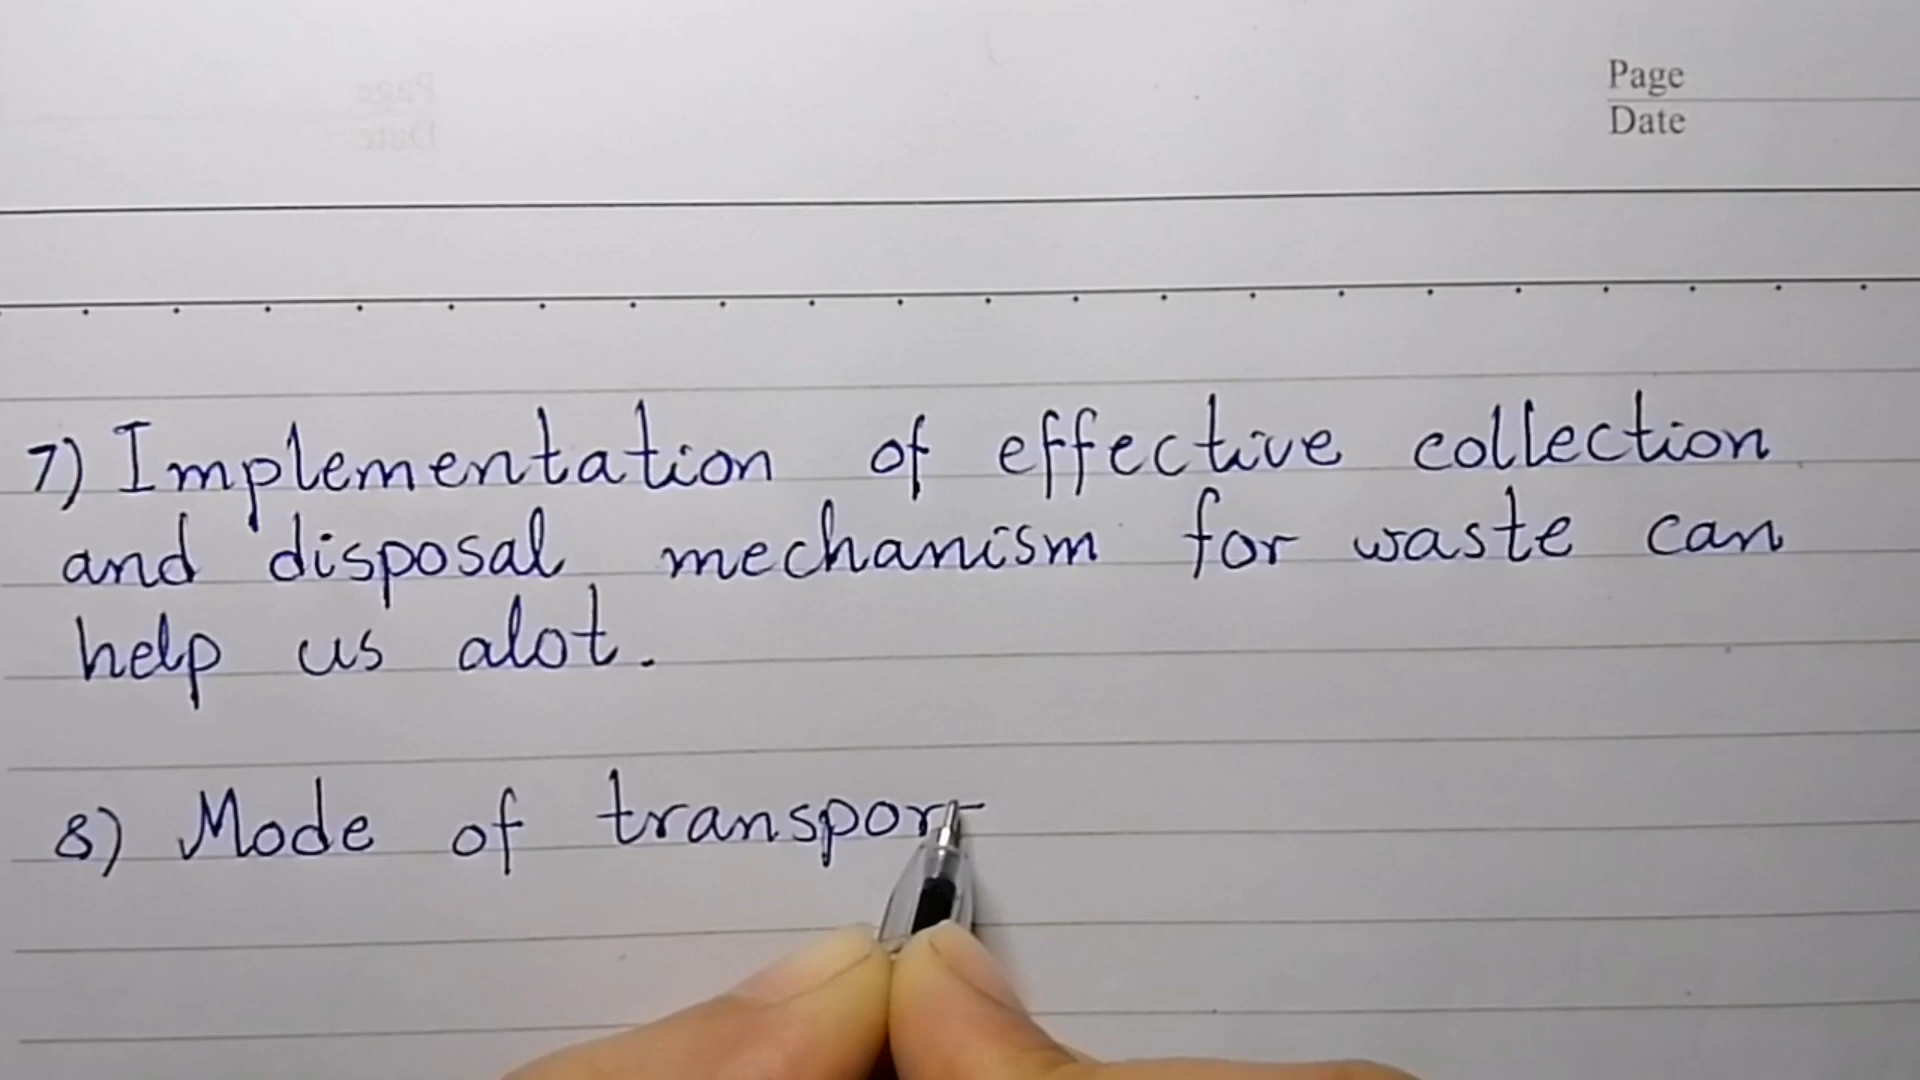 Page
Date
7) Implementation of effective collection
and disposal mechanism for waste can
help us alot.
8) Mode of transport